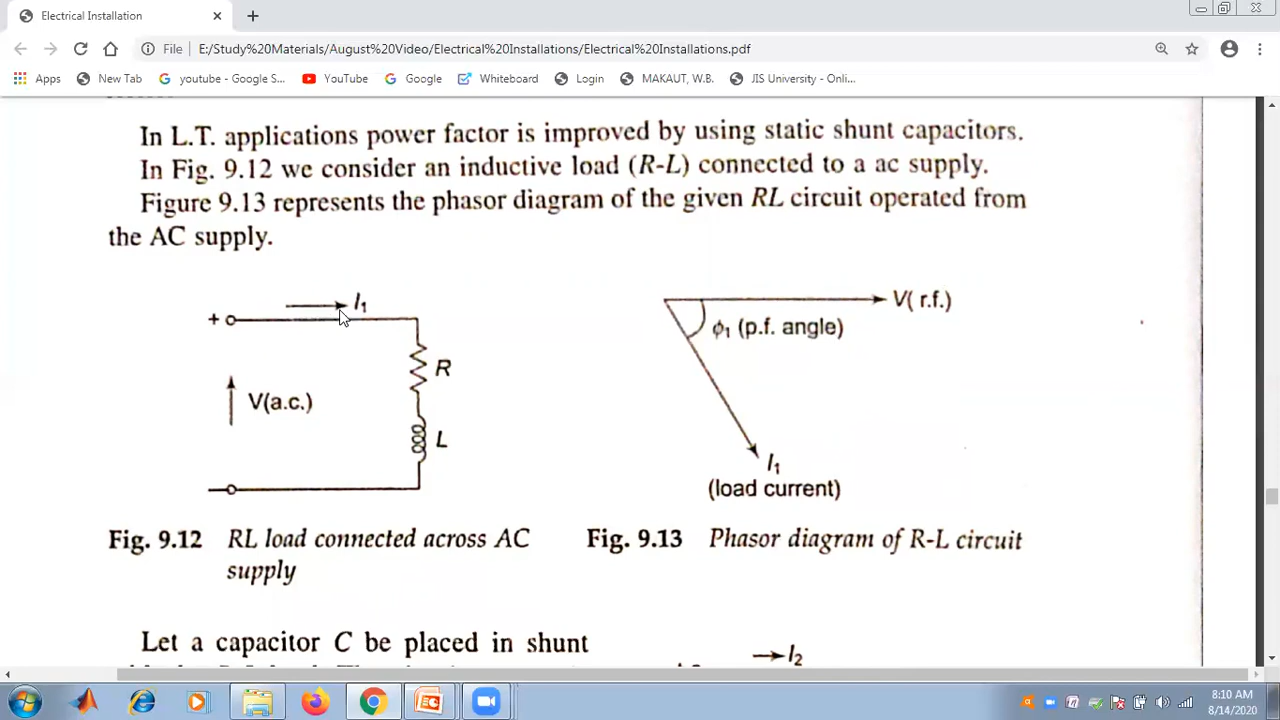 Electrical Installation
File
E:/Study%20Materials/August%20Video/Electrical%20Installations/Electrical%20Installations.pdf
Apps New Tab youtube - Google S... YouTube Google Whiteboard Login MAKAUT, W.B. JIS University - Onli...
In L.T. applications power factor is improved by using static shunt capacitors.
In Fig. 9.12 we consider an inductive load (R-L) connected to a ac supply.
Figure 9.13 represents the phasor diagram of the given RL circuit operated from
the AC supply.
I₁
+
R
V(a.c.)
L
–
V( r.f.)
ϕ₁ (p.f. angle)
I₁
(load current)
Fig. 9.12 RL load connected across AC
supply
Fig. 9.13 Phasor diagram of R-L circuit
Let a capacitor C be placed in shunt
I₂
8:10 AM
8/14/2020